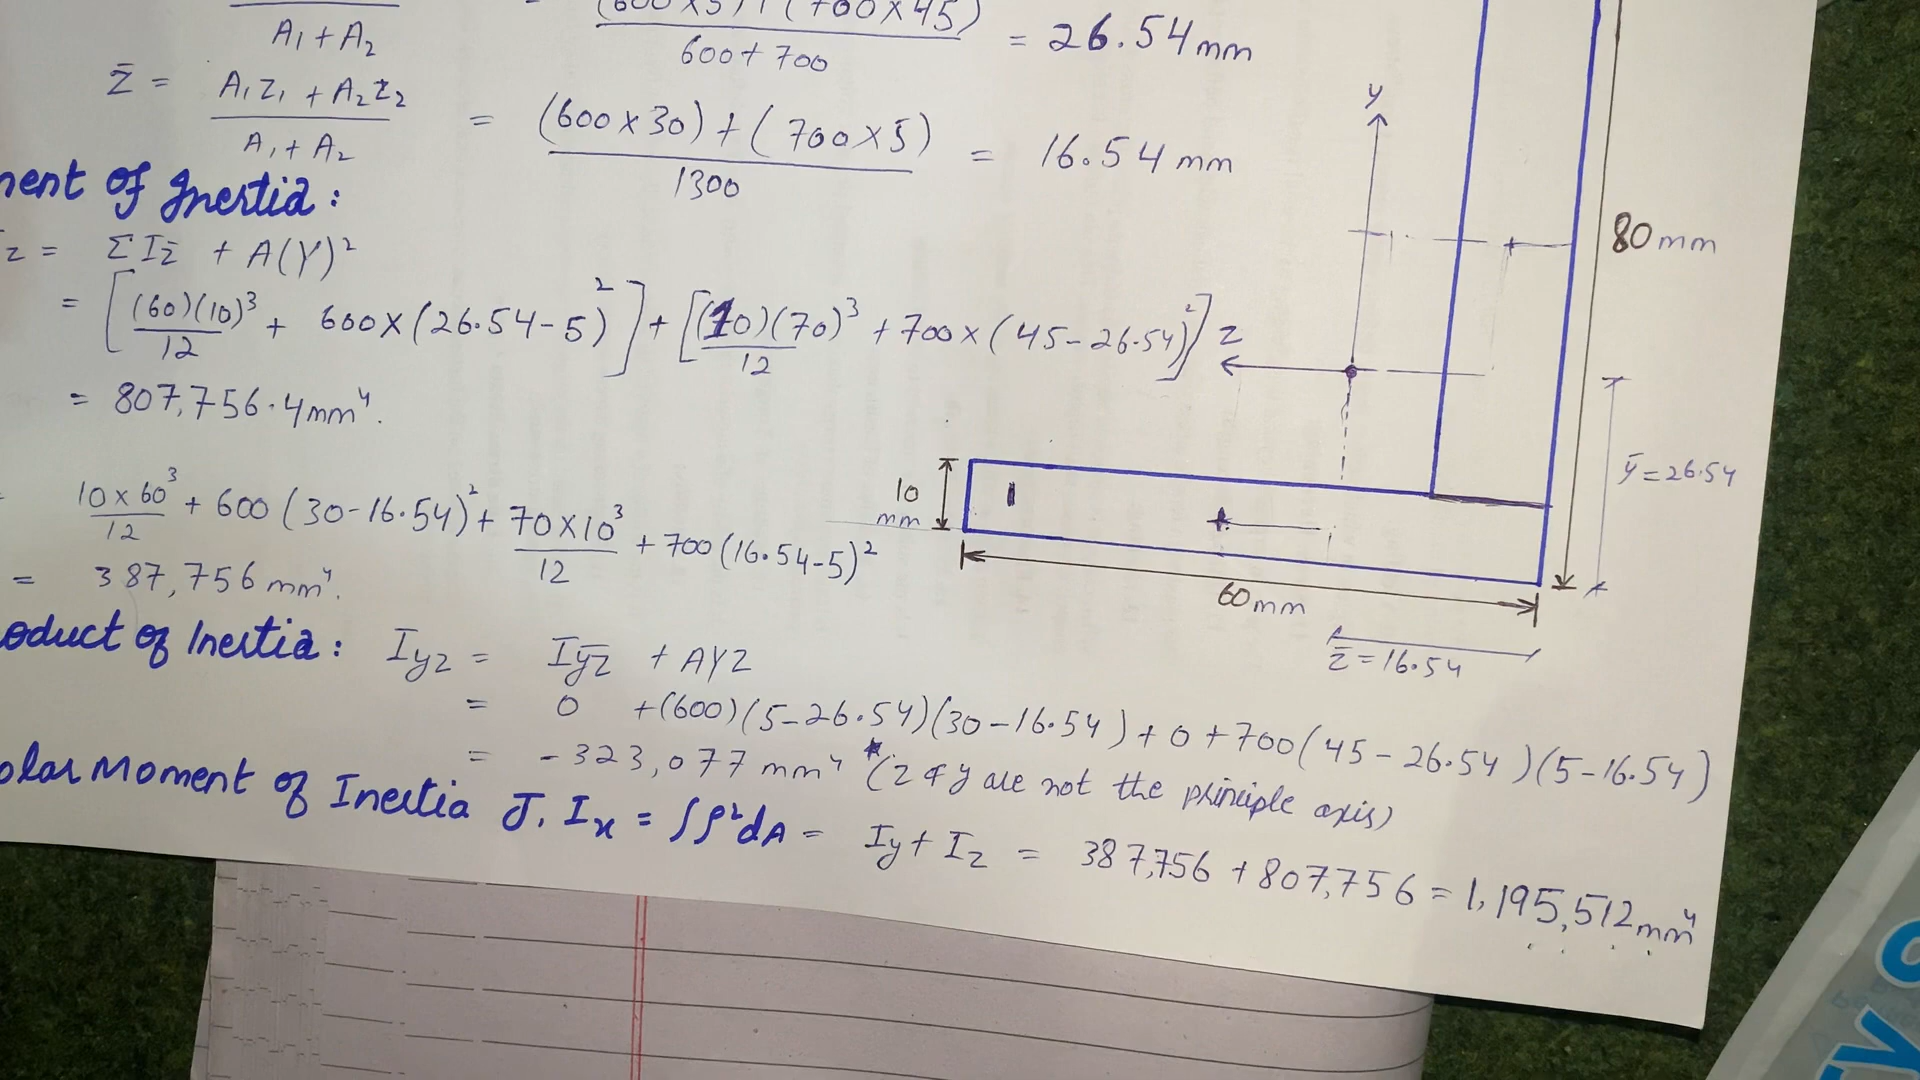 (600 x 5) + (700 x 45)
A₁ + A₂
600 + 700
= 26.54 mm
z̄ = A₁Z₁ + A₂Z₂ / A₁ + A₂ = (600 x 30) + (700 x 5) / 1300 = 16.54 mm
of Inertia :
z = Σ Iz̄ + A(Y)²
= [(60)(10)³/12 + 600 x (26.54 - 5)²] + [(10)(70)³/12 + 700 x (45 - 26.54)²]
= 807,756.4 mm⁴.
10 x 60³/12 + 600 (30 - 16.54)² + 70 x 10³/12 + 700 (16.54 - 5)²
= 387,756 mm⁴.
oduct of Inertia : Iyz = Iȳz̄ + AYZ
= 0 + (600)(5 - 26.54)(30 - 16.54) + 0 + 700 (45 - 26.54)(5 - 16.54)
= - 323,077 mm⁴ * (z & y are not the principle axis)
olar Moment of Inertia J. Ix = ∫ρ²dA = Iy + Iz = 387,756 + 807,756 = 1,195,512 mm⁴
y
80 mm
z
ȳ = 26.54
10 mm
1
60 mm
z̄ = 16.54